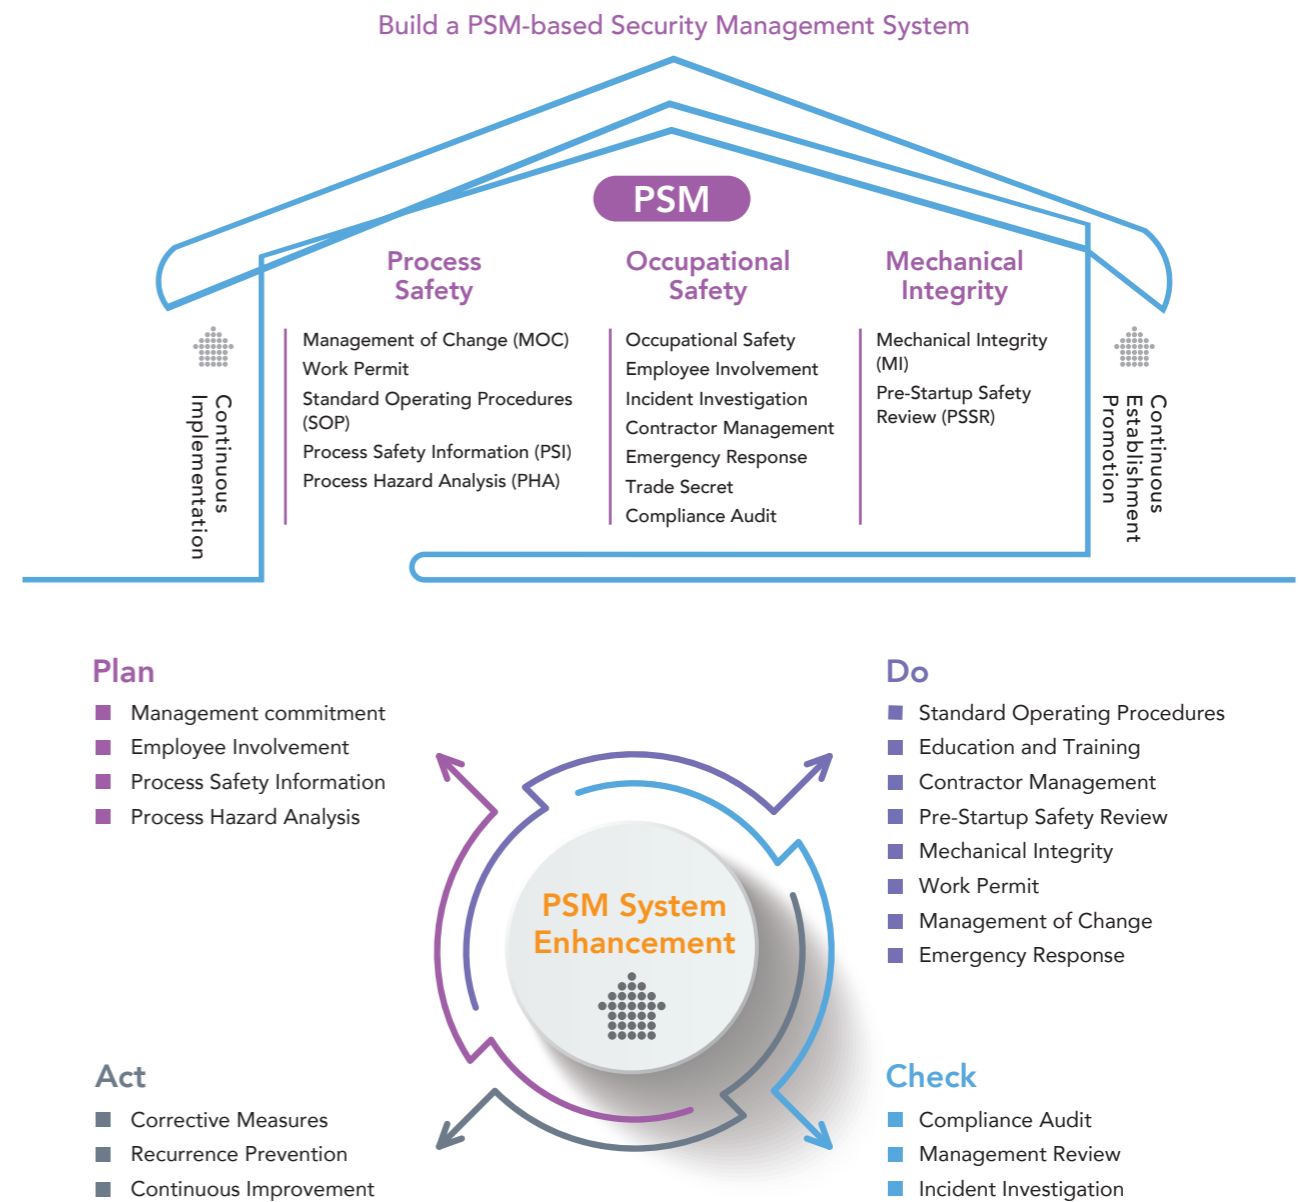 Build a PSM-based Security Management System
PSM
Process
Safety
Management of Change (MOC)
Work Permit
Standard Operating Procedures
(SOP)
Process Safety Information (PSI)
Process Hazard Analysis (PHA)
Occupational
Safety
Occupational Safety
Employee Involvement
Incident Investigation
Contractor Management
Emergency Response
Trade Secret
Compliance Audit
Mechanical
Integrity
Mechanical Integrity
(MI)
Pre-Startup Safety
Review (PSSR)
Continuous
Implementation
Continuous
Establishment
Promotion
Plan
Management commitment
Employee Involvement
Process Safety Information
Process Hazard Analysis
Do
Standard Operating Procedures
Education and Training
Contractor Management
Pre-Startup Safety Review
Mechanical Integrity
Work Permit
Management of Change
Emergency Response
PSM System
Enhancement
Act
Corrective Measures
Recurrence Prevention
Continuous Improvement
Check
Compliance Audit
Management Review
Incident Investigation